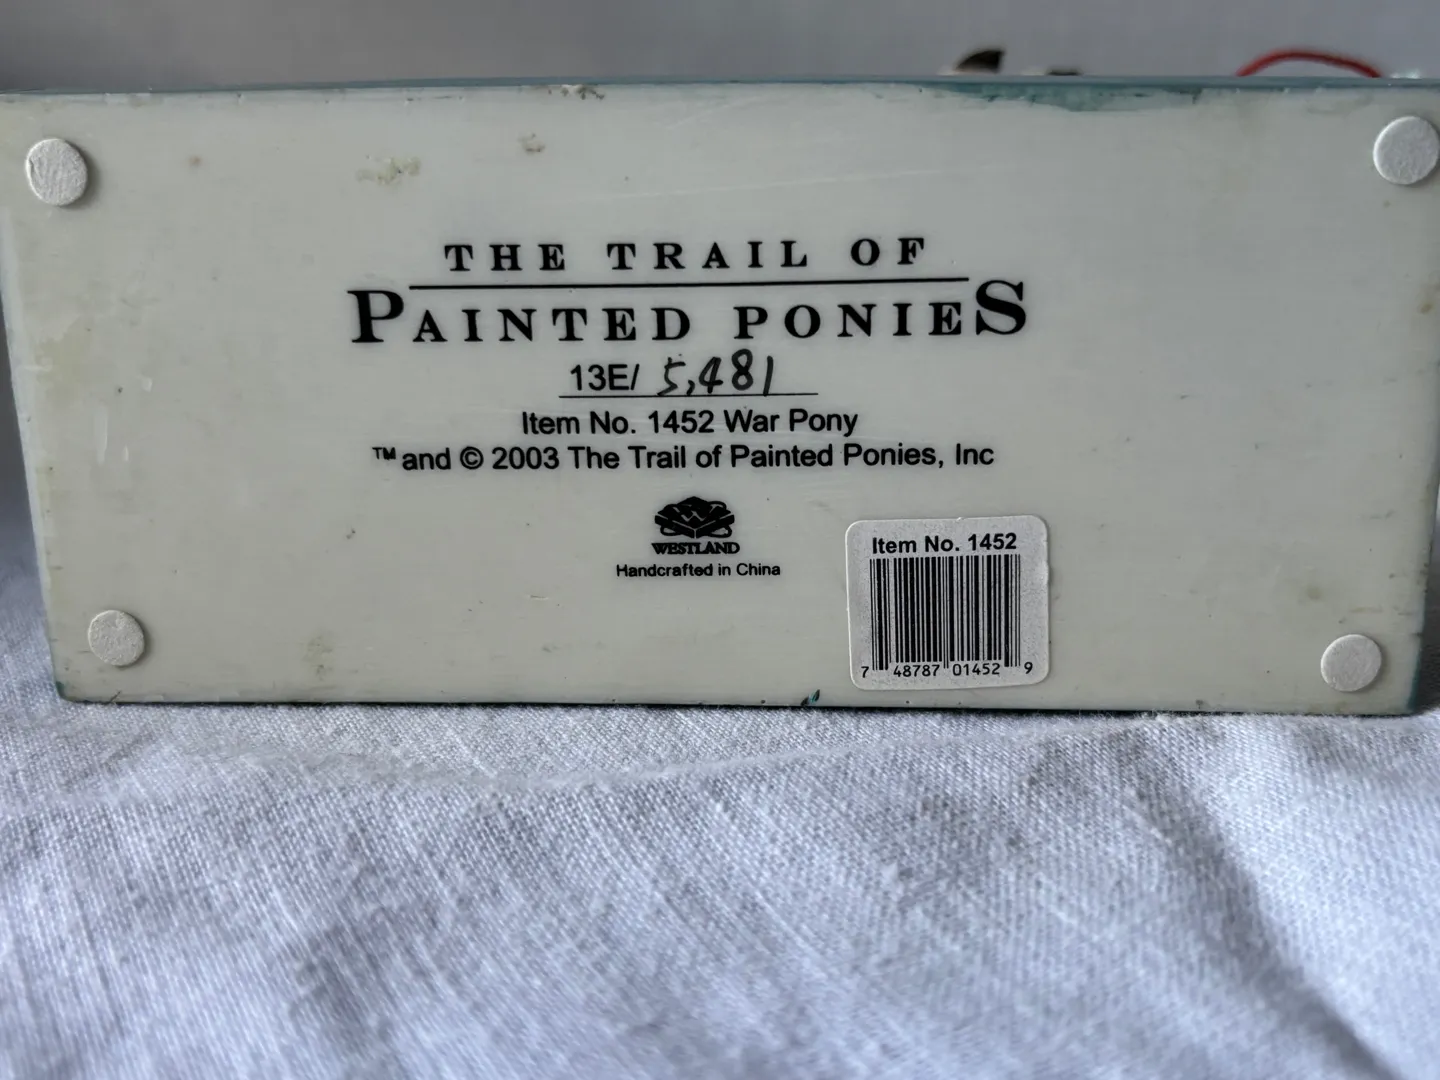 THE TRAIL OF
PAINTED PONIES
13E/ 5,481
Item No. 1452 War Pony
™ and © 2003 The Trail of Painted Ponies, Inc
W
WESTLAND
Handcrafted in China
Item No. 1452
7 48787 01452 9